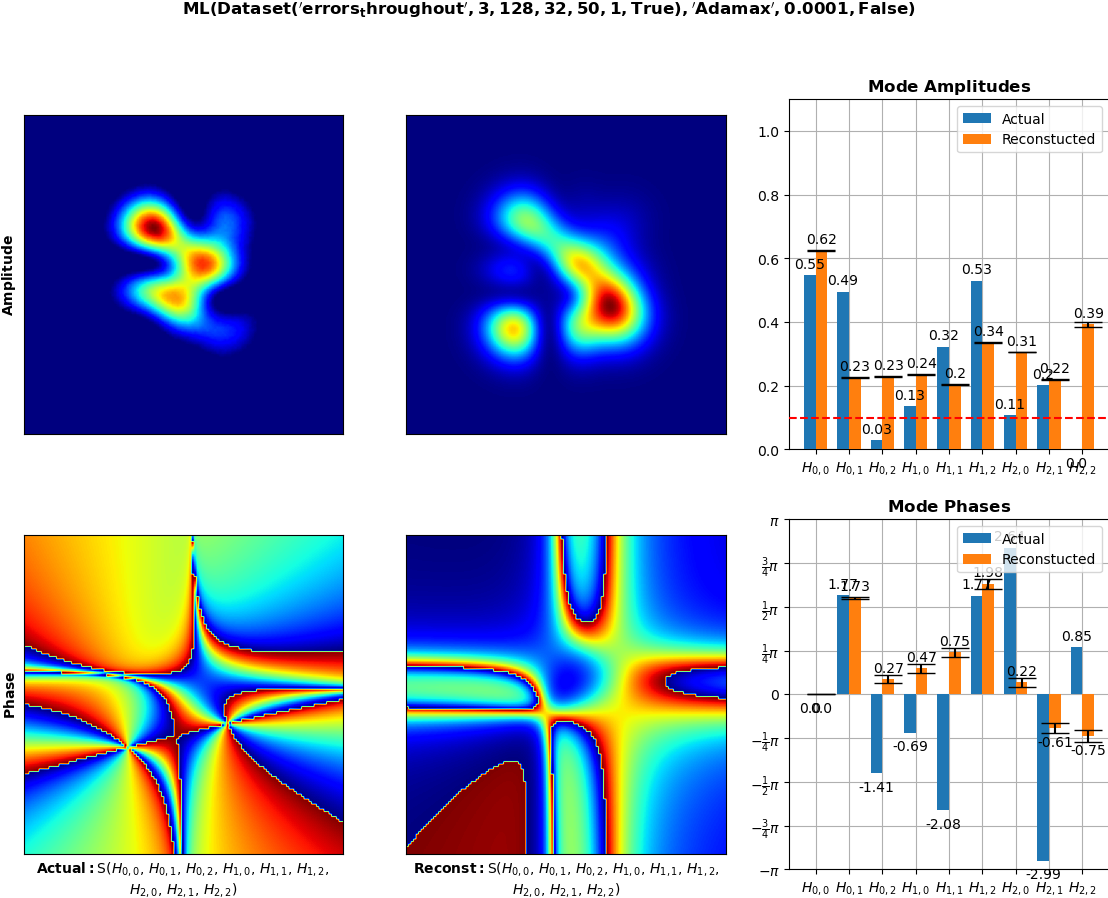 ML(Dataset('errors_throughout', 3, 128, 32, 50, 1, True), 'Adamax', 0.0001, False)
Mode Amplitudes
Amplitude
Actual
Reconstucted
1.0
0.8
0.6
0.4
0.2
0.0
0.55
0.62
0.49
0.23
0.03
0.23
0.13
0.24
0.32
0.2
0.53
0.34
0.11
0.31
0.2
0.22
0.0
0.39
H0,0 H0,1 H0,2 H1,0 H1,1 H1,2 H2,0 H2,1 H2,2
Mode Phases
Phase
Actual
Reconstucted
π
3/4π
1/2π
1/4π
0
−1/4π
−1/2π
−3/4π
−π
0.0
0.0
1.77
1.73
-1.41
0.27
-0.69
0.47
-2.08
0.75
1.98
0.22
-2.99
-0.61
0.85
-0.75
H0,0 H0,1 H0,2 H1,0 H1,1 H1,2 H2,0 H2,1 H2,2
Actual: S(H0,0, H0,1, H0,2, H1,0, H1,1, H1,2,
H2,0, H2,1, H2,2)
Reconst: S(H0,0, H0,1, H0,2, H1,0, H1,1, H1,2,
H2,0, H2,1, H2,2)